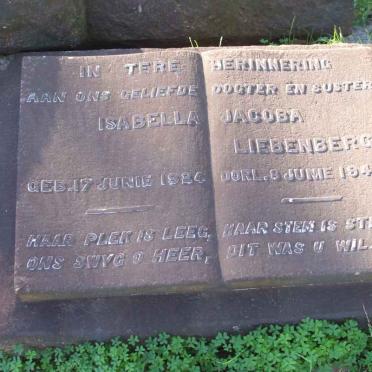 IN TERE HERINNERING
AAN ONS GELIEFDE DOGTER EN SUSTER
ISABELLA JACOBA
LIEBENBERG
GEB. 17 JUNIE 1924 OORL. 9 JUNIE 194
HAAR PLEK IS LEEG, HAAR STEM IS
ONS SWYG O HEER, DIT WAS U WIL.